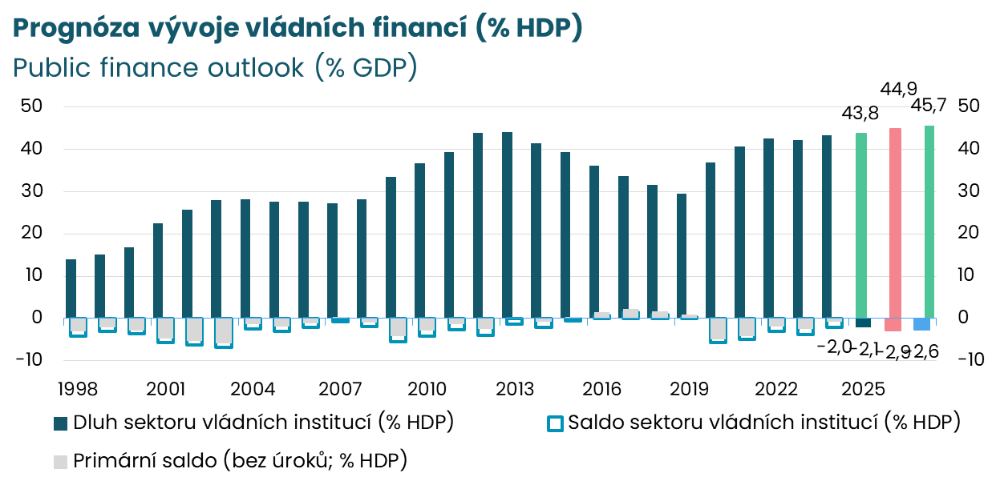 Prognóza vývoje vládních financí (% HDP)
Public finance outlook (% GDP)
44,9
50 43,8 45,7 50
40 40
30 30
20 20
10 10
0 0
-10 -2,0 -2,1 -2,9 -2,6 -10
1998 2001 2004 2007 2010 2013 2016 2019 2022 2025
Dluh sektoru vládních institucí (% HDP) Saldo sektoru vládních institucí (% HDP)
Primární saldo (bez úroků; % HDP)